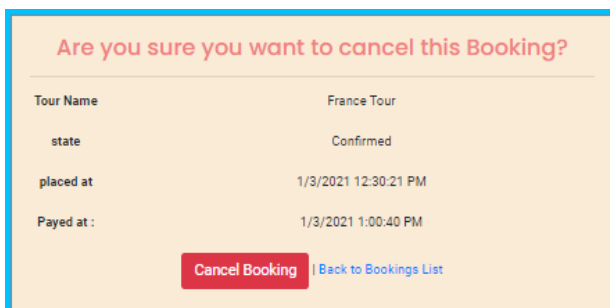 Are you sure you want to cancel this Booking?
Tour Name France Tour
state Confirmed
placed at 1/3/2021 12:30:21 PM
Payed at : 1/3/2021 1:00:40 PM
Cancel Booking | Back to Bookings List